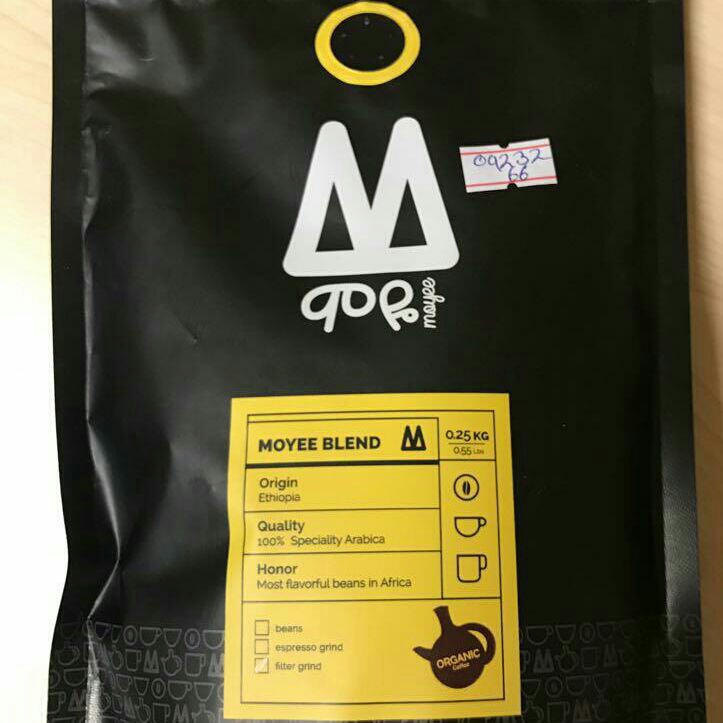 M
ሞዬ moyee
09232
66
MOYEE BLEND
0.25 KG
0.55 LBS
Origin
Ethiopia
Quality
100% Speciality Arabica
Honor
Most flavorful beans in Africa
beans
espresso grind
filter grind
ORGANIC
Coffee